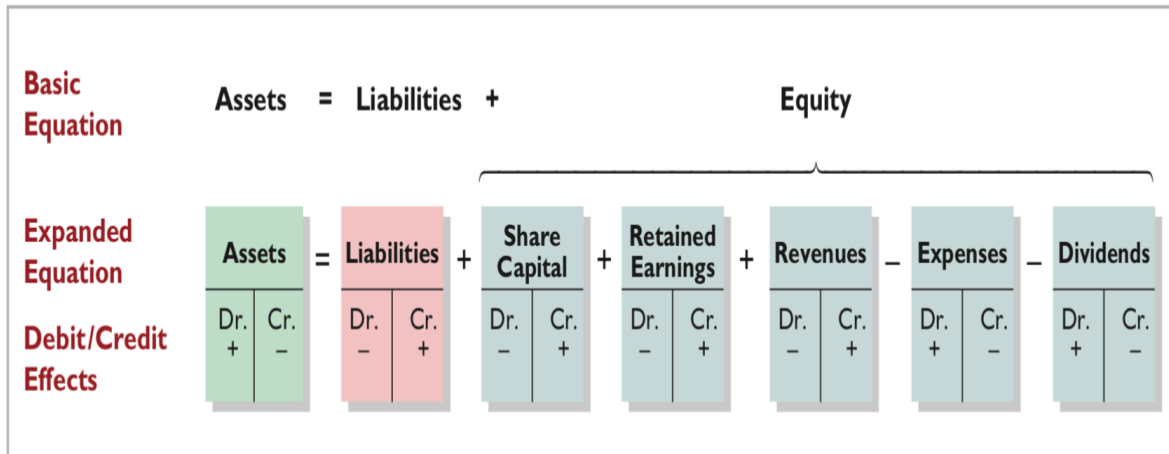 Basic
Equation
Assets = Liabilities + Equity
Expanded
Equation
Assets = Liabilities + Share Capital + Retained Earnings + Revenues – Expenses – Dividends
Debit/Credit
Effects
Dr. Cr. Dr. Cr. Dr. Cr. Dr. Cr. Dr. Cr. Dr. Cr. Dr. Cr.
+ – – + – + – + – + + – + –